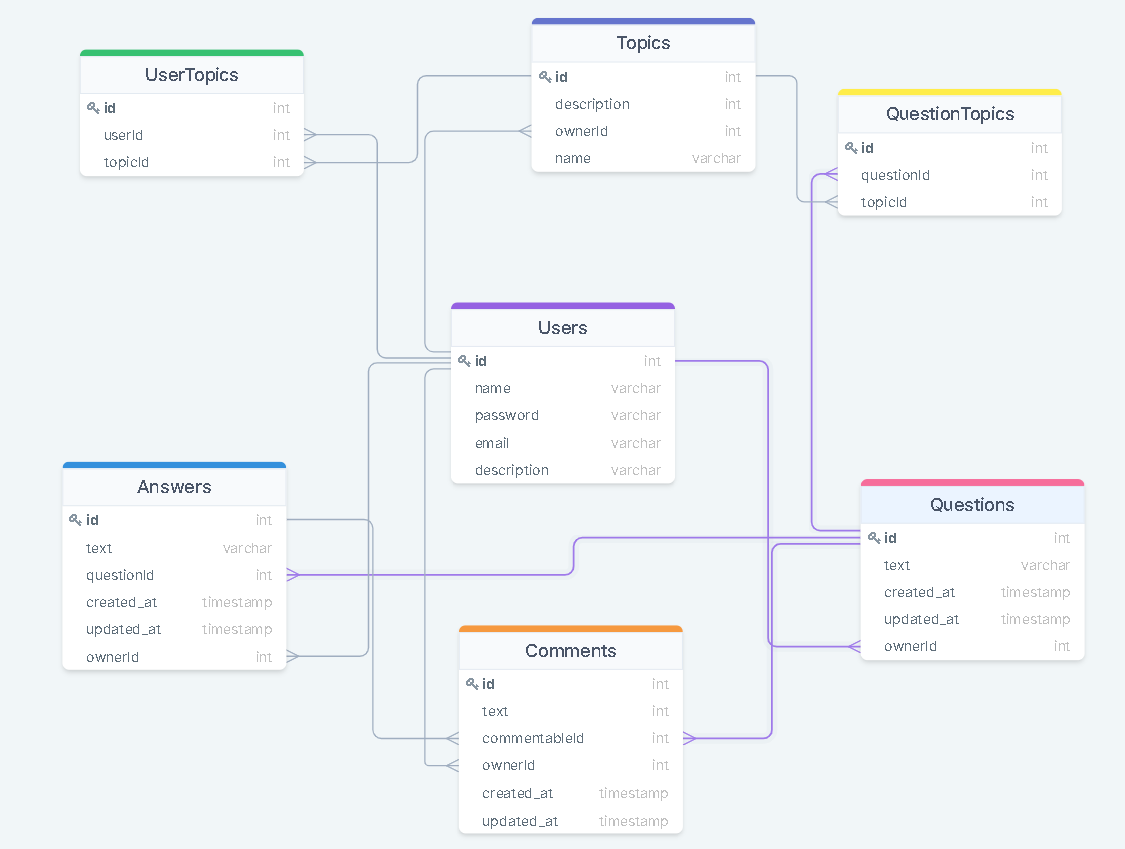 UserTopics
id int
userId int
topicId int
Topics
id int
description int
ownerId int
name varchar
QuestionTopics
id int
questionId int
topicId int
Users
id int
name varchar
password varchar
email varchar
description varchar
Answers
id int
text varchar
questionId int
created_at timestamp
updated_at timestamp
ownerId int
Questions
id int
text varchar
created_at timestamp
updated_at timestamp
ownerId int
Comments
id int
text int
commentableId int
ownerId int
created_at timestamp
updated_at timestamp